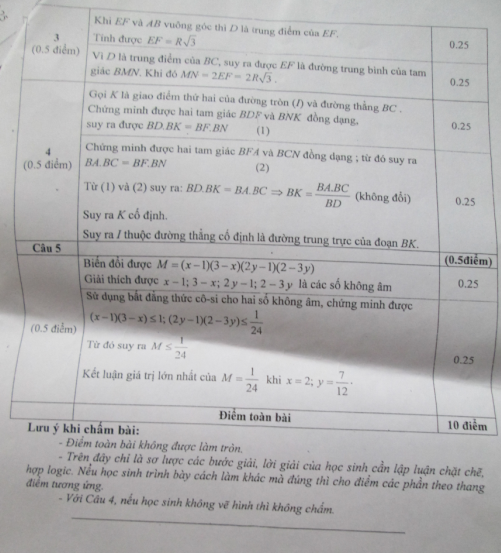 Khi EF và AB vuông góc thì D là trung điểm của EF.
3
(0.5 điểm)
Tính được EF = R√3
0.25
Vì D là trung điểm của BC, suy ra được EF là đường trung bình của tam
giác BMN. Khi đó MN = 2EF = 2R√3.
0.25
Gọi K là giao điểm thứ hai của đường tròn (I) và đường thẳng BC.
Chứng minh được hai tam giác BDF và BNK đồng dạng,
suy ra được BD.BK = BF.BN (1)
0.25
4
(0.5 điểm)
Chứng minh được hai tam giác BFA và BCN đồng dạng ; từ đó suy ra
BA.BC = BF.BN (2)
Từ (1) và (2) suy ra: BD.BK = BA.BC ⇒ BK = BA.BC/BD (không đổi)
0.25
Suy ra K cố định.
Suy ra I thuộc đường thẳng cố định là đường trung trực của đoạn BK.
Câu 5
(0.5điểm)
Biến đổi được M = (x−1)(3−x)(2y−1)(2−3y)
Giải thích được x−1; 3−x; 2y−1; 2−3y là các số không âm
0.25
Sử dụng bất đẳng thức cô-si cho hai số không âm, chứng minh được
(x−1)(3−x) ≤ 1; (2y−1)(2−3y) ≤ 1/24
(0.5 điểm)
Từ đó suy ra M ≤ 1/24
0.25
Kết luận giá trị lớn nhất của M = 1/24 khi x = 2; y = 7/12.
Điểm toàn bài
10 điểm
Lưu ý khi chấm bài:
- Điểm toàn bài không được làm tròn.
- Trên đây chỉ là sơ lược các bước giải, lời giải của học sinh cần lập luận chặt chẽ,
hợp logic. Nếu học sinh trình bày cách làm khác mà đúng thì cho điểm các phần theo thang
điểm tương ứng.
- Với Câu 4, nếu học sinh không vẽ hình thì không chấm.